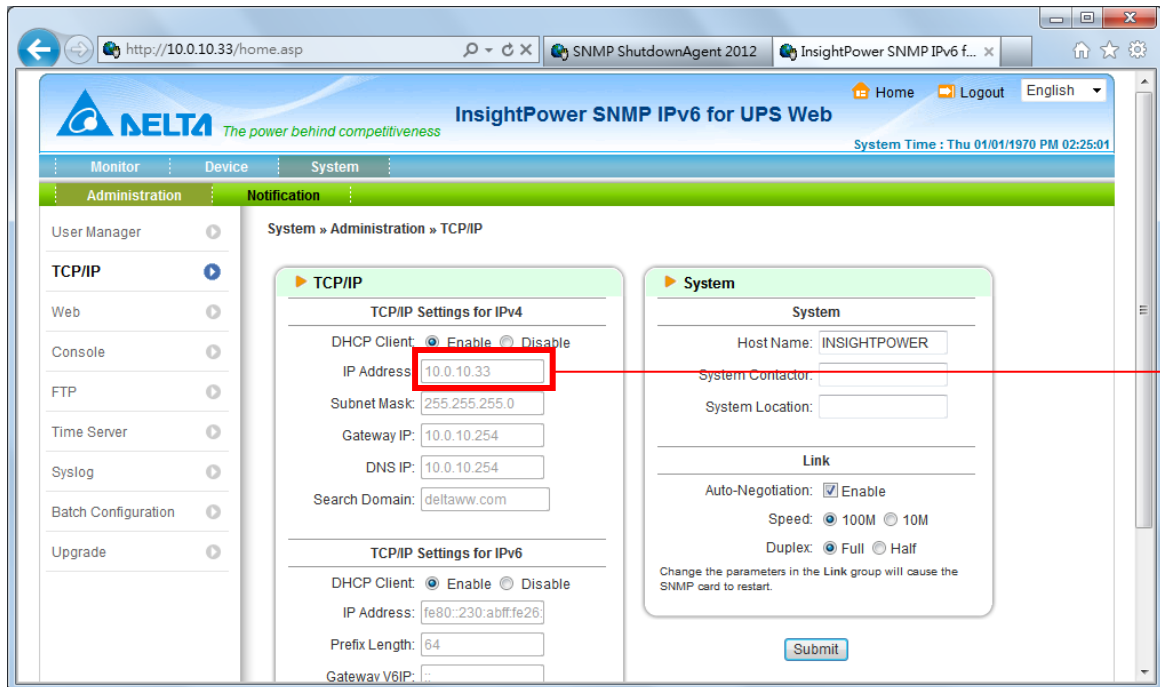 http://10.0.10.33/home.asp
SNMP ShutdownAgent 2012
InsightPower SNMP IPv6 f...
DELTA The power behind competitiveness
InsightPower SNMP IPv6 for UPS Web
Home
Logout
English
System Time : Thu 01/01/1970 PM 02:25:01
Monitor
Device
System
Administration
Notification
User Manager
TCP/IP
Web
Console
FTP
Time Server
Syslog
Batch Configuration
Upgrade
System » Administration » TCP/IP
TCP/IP
TCP/IP Settings for IPv4
DHCP Client: Enable Disable
IP Address: 10.0.10.33
Subnet Mask: 255.255.255.0
Gateway IP: 10.0.10.254
DNS IP: 10.0.10.254
Search Domain: deltaww.com
TCP/IP Settings for IPv6
DHCP Client: Enable Disable
IP Address: fe80::230:abff:fe26:
Prefix Length: 64
Gateway V6IP: ::
System
System
Host Name: INSIGHTPOWER
System Contactor:
System Location:
Link
Auto-Negotiation: Enable
Speed: 100M 10M
Duplex: Full Half
Change the parameters in the Link group will cause the
SNMP card to restart.
Submit